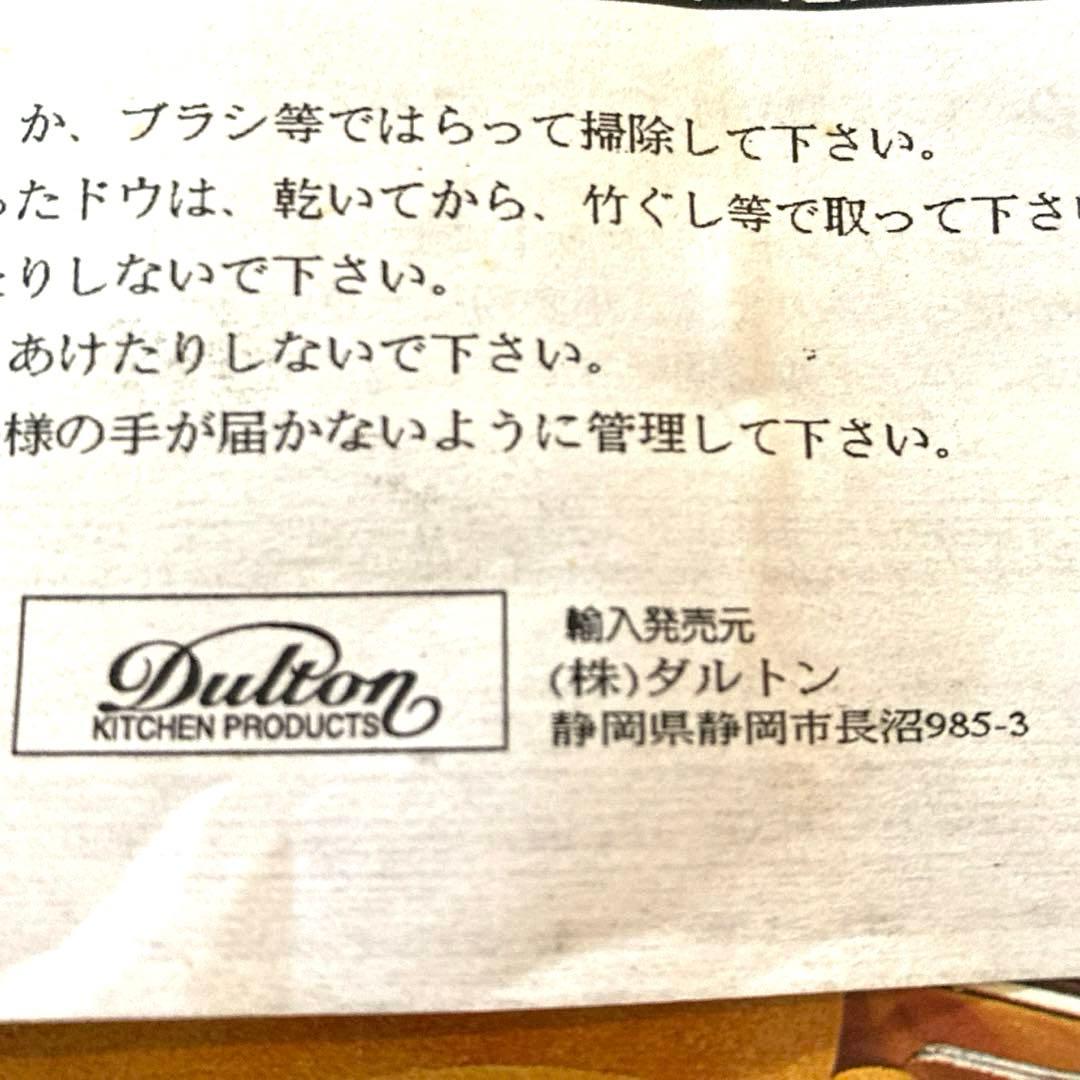 か、ブラシ等ではらって掃除して下さい。
ったドウは、乾いてから、竹ぐし等で取って下さい
たりしないで下さい。
あけたりしないで下さい。
様の手が届かないように管理して下さい。
Dulton
KITCHEN PRODUCTS
輸入発売元
(株)ダルトン
静岡県静岡市長沼985-3